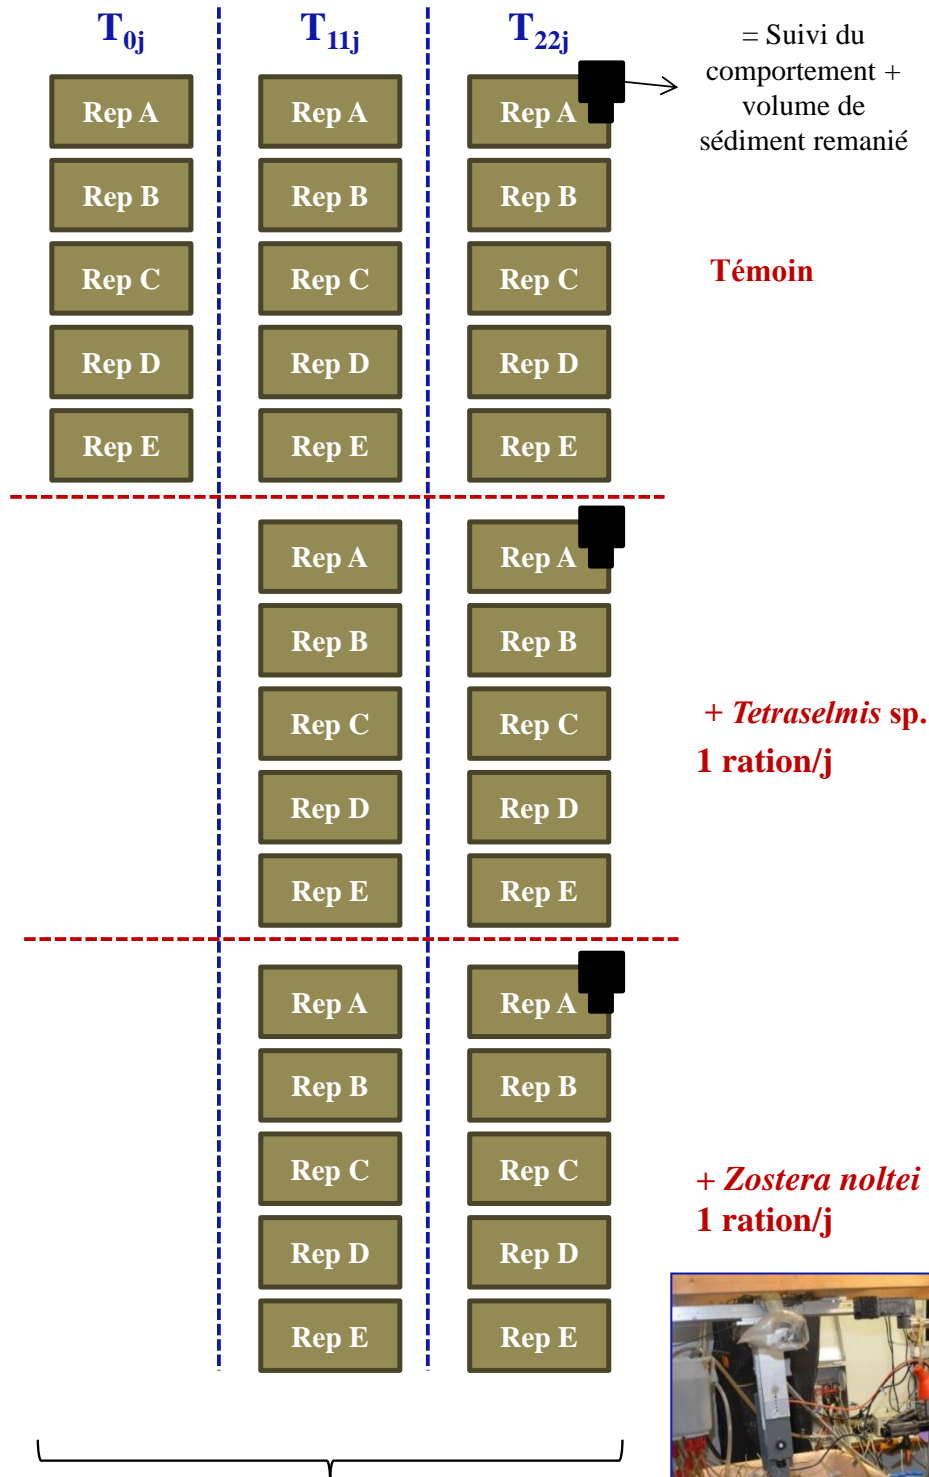 T0j T11j T22j
= Suivi du
comportement +
volume de
sédiment remanié
Rep A Rep A Rep A
Rep B Rep B Rep B
Rep C Rep C Rep C
Témoin
Rep D Rep D Rep D
Rep E Rep E Rep E
Rep A Rep A
Rep B Rep B
Rep C Rep C
+ Tetraselmis sp.
1 ration/j
Rep D Rep D
Rep E Rep E
Rep A Rep A
Rep B Rep B
Rep C Rep C
+ Zostera noltei
1 ration/j
Rep D Rep D
Rep E Rep E